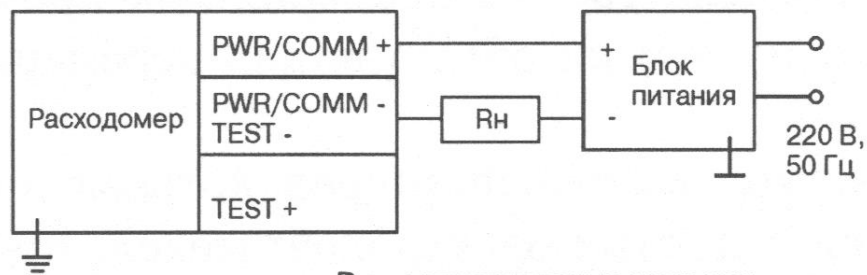 PWR/COMM +
Расходомер
PWR/COMM -
TEST -
TEST +
Rн
+
-
Блок
питания
220 В,
50 Гц